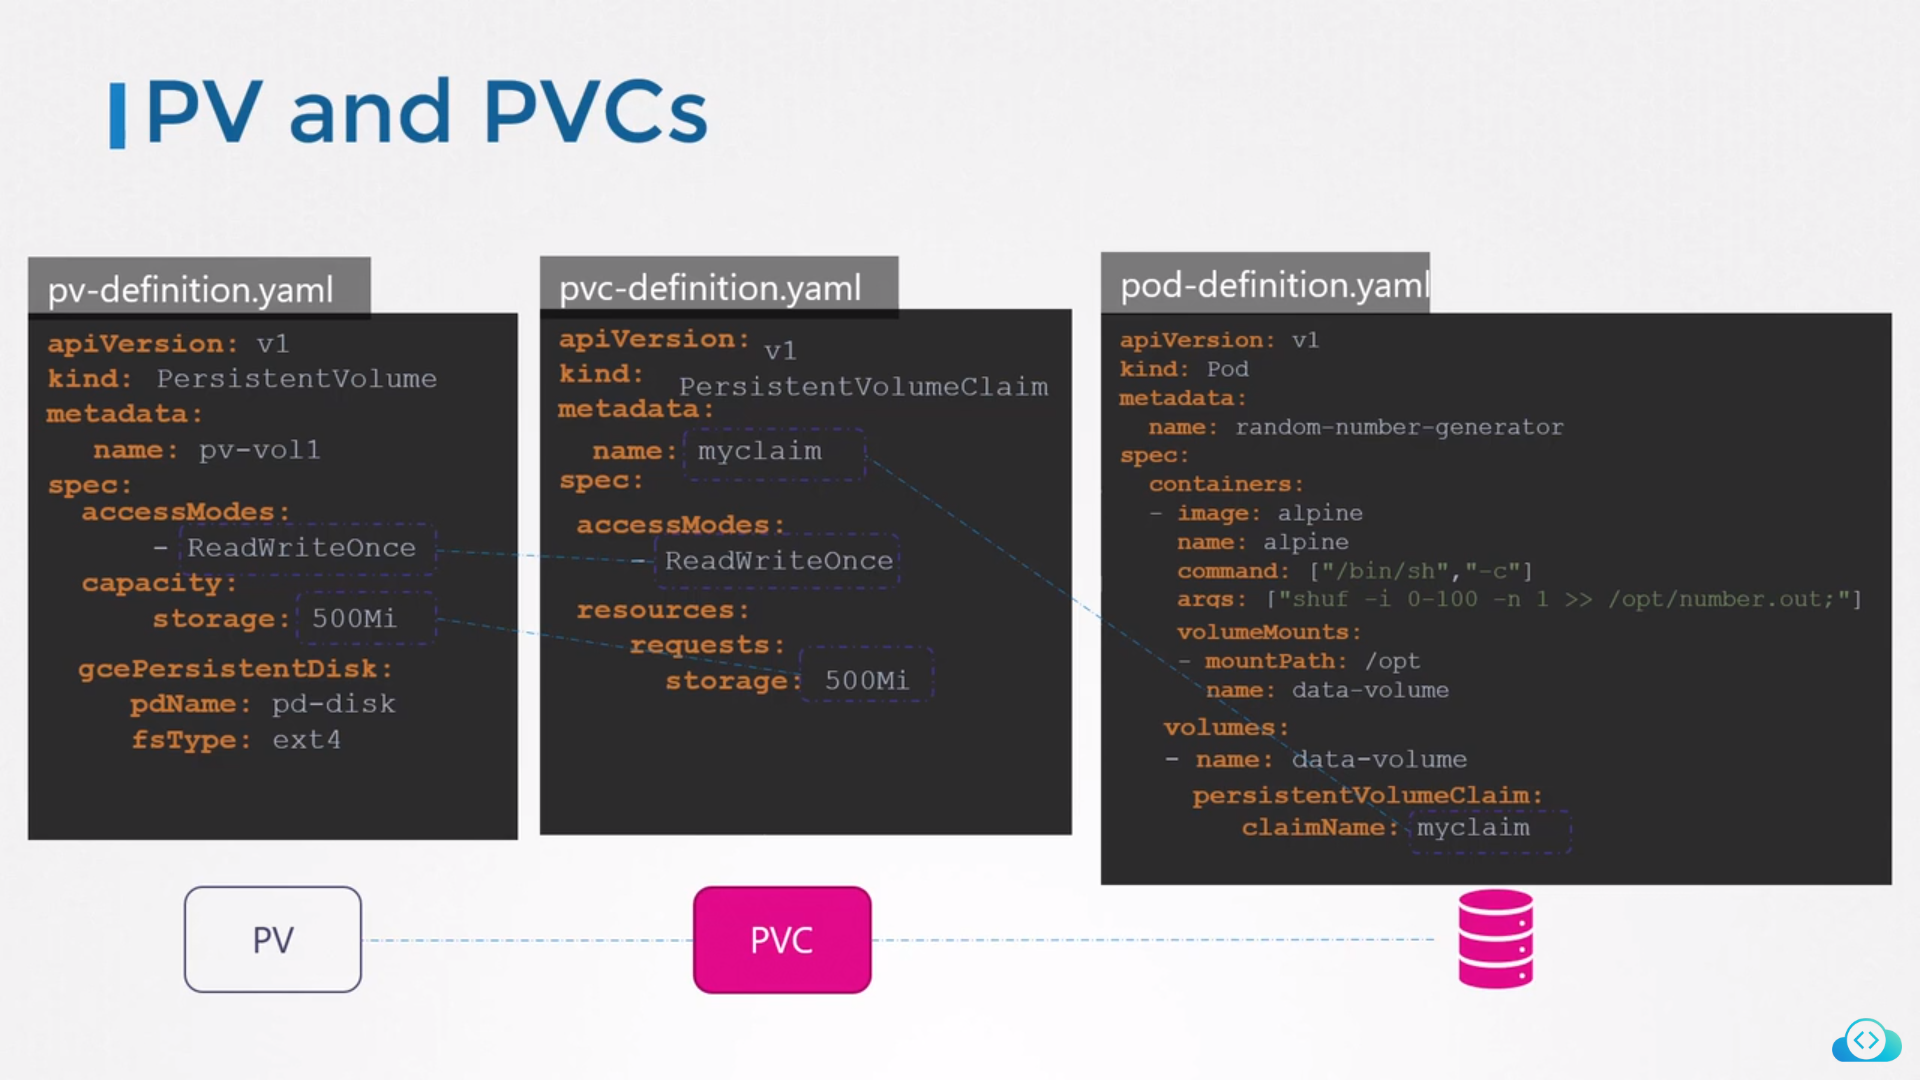 PV and PVCs
pv-definition.yaml
apiVersion: v1
kind: PersistentVolume
metadata:
name: pv-vol1
spec:
accessModes:
- ReadWriteOnce
capacity:
storage: 500Mi
gcePersistentDisk:
pdName: pd-disk
fsType: ext4
pvc-definition.yaml
apiVersion: v1
kind: PersistentVolumeClaim
metadata:
name: myclaim
spec:
accessModes:
- ReadWriteOnce
resources:
requests:
storage: 500Mi
pod-definition.yaml
apiVersion: v1
kind: Pod
metadata:
name: random-number-generator
spec:
containers:
- image: alpine
name: alpine
command: ["/bin/sh","-c"]
args: ["shuf -i 0-100 -n 1 >> /opt/number.out;"]
volumeMounts:
- mountPath: /opt
name: data-volume
volumes:
- name: data-volume
persistentVolumeClaim:
claimName: myclaim
PV
PVC